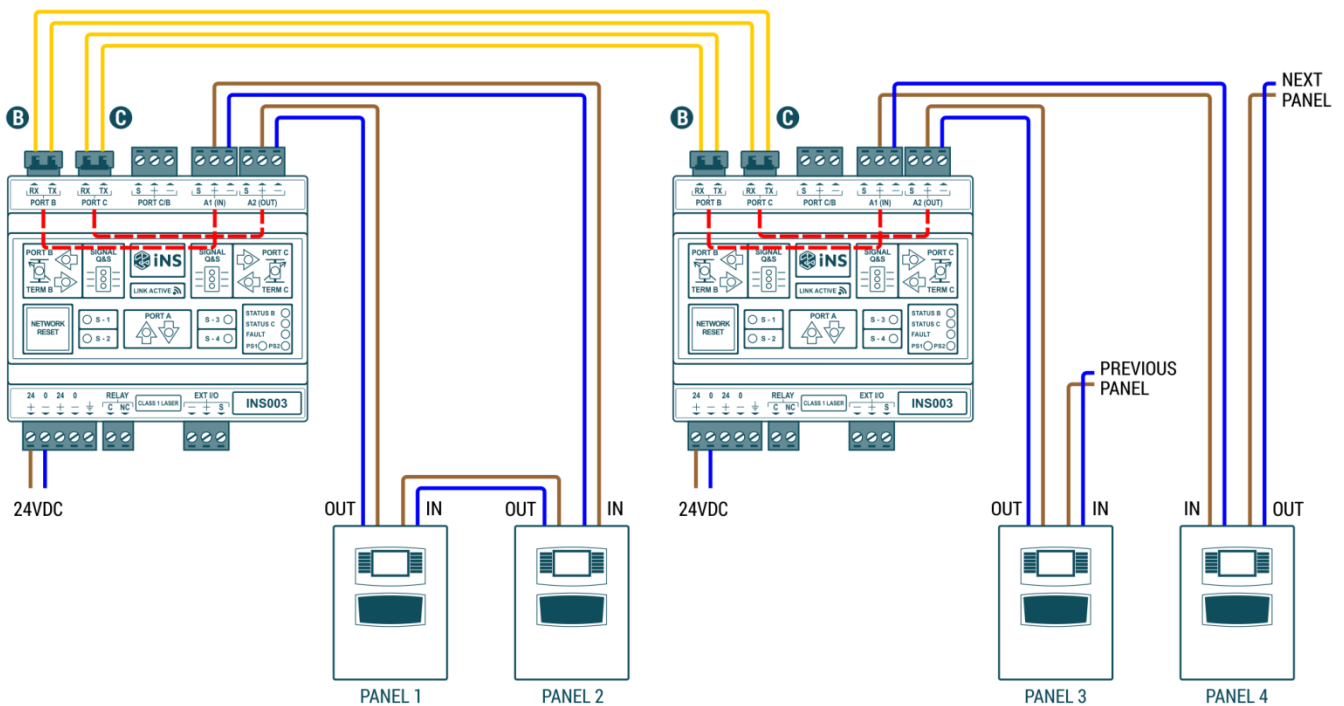 NEXT
PANEL
B C B C
RX TX RX TX S + − S + − S + −
PORT B PORT C PORT C/B A1 (IN) A2 (OUT)
RX TX RX TX S + − S + − S + −
PORT B PORT C PORT C/B A1 (IN) A2 (OUT)
PORT B SIGNAL Q&S iNS SIGNAL Q&S PORT C
TERM B LINK ACTIVE TERM C
NETWORK RESET S - 1 PORT A S - 3 STATUS B
STATUS C
S - 2 S - 4 FAULT
PS1 PS2
PORT B SIGNAL Q&S iNS SIGNAL Q&S PORT C
TERM B LINK ACTIVE TERM C
NETWORK RESET S - 1 PORT A S - 3 STATUS B
STATUS C
S - 2 S - 4 FAULT
PS1 PS2
PREVIOUS
PANEL
24 0 24 0 RELAY CLASS 1 LASER EXT I/O INS003
+ − + − C NC − + S
24 0 24 0 RELAY CLASS 1 LASER EXT I/O INS003
+ − + − C NC − + S
24VDC OUT IN OUT IN 24VDC OUT IN IN OUT
PANEL 1 PANEL 2 PANEL 3 PANEL 4